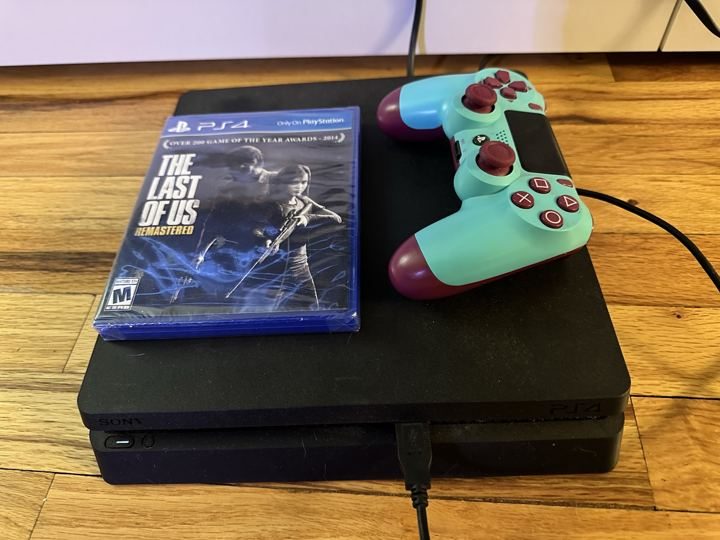 PS4
Only On PlayStation
OVER 200 GAME OF THE YEAR AWARDS - 2014
THE
LAST
OF US
REMASTERED
M
ESRB
SONY
PS4